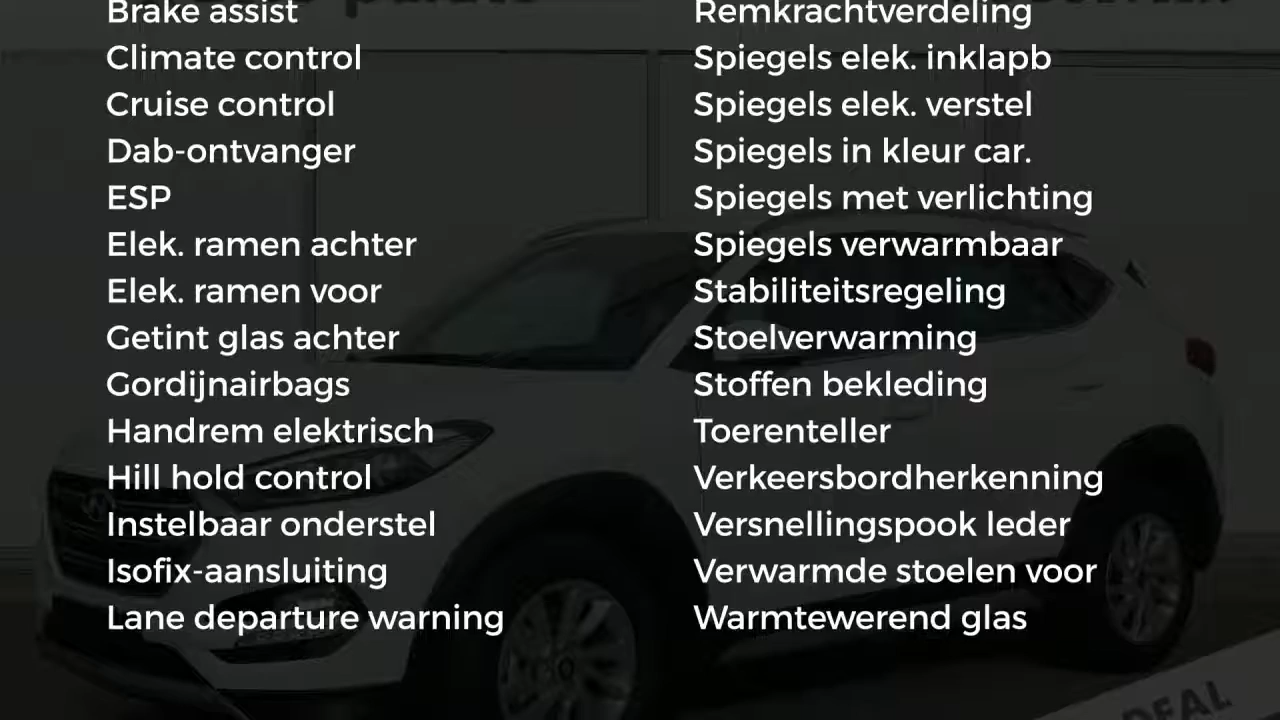 Brake assist
Climate control
Cruise control
Dab-ontvanger
ESP
Elek. ramen achter
Elek. ramen voor
Getint glas achter
Gordijnairbags
Handrem elektrisch
Hill hold control
Instelbaar onderstel
Isofix-aansluiting
Lane departure warning
Remkrachtverdeling
Spiegels elek. inklapb
Spiegels elek. verstel
Spiegels in kleur car.
Spiegels met verlichting
Spiegels verwarmbaar
Stabiliteitsregeling
Stoelverwarming
Stoffen bekleding
Toerenteller
Verkeersbordherkenning
Versnellingspook leder
Verwarmde stoelen voor
Warmtewerend glas
DEAL